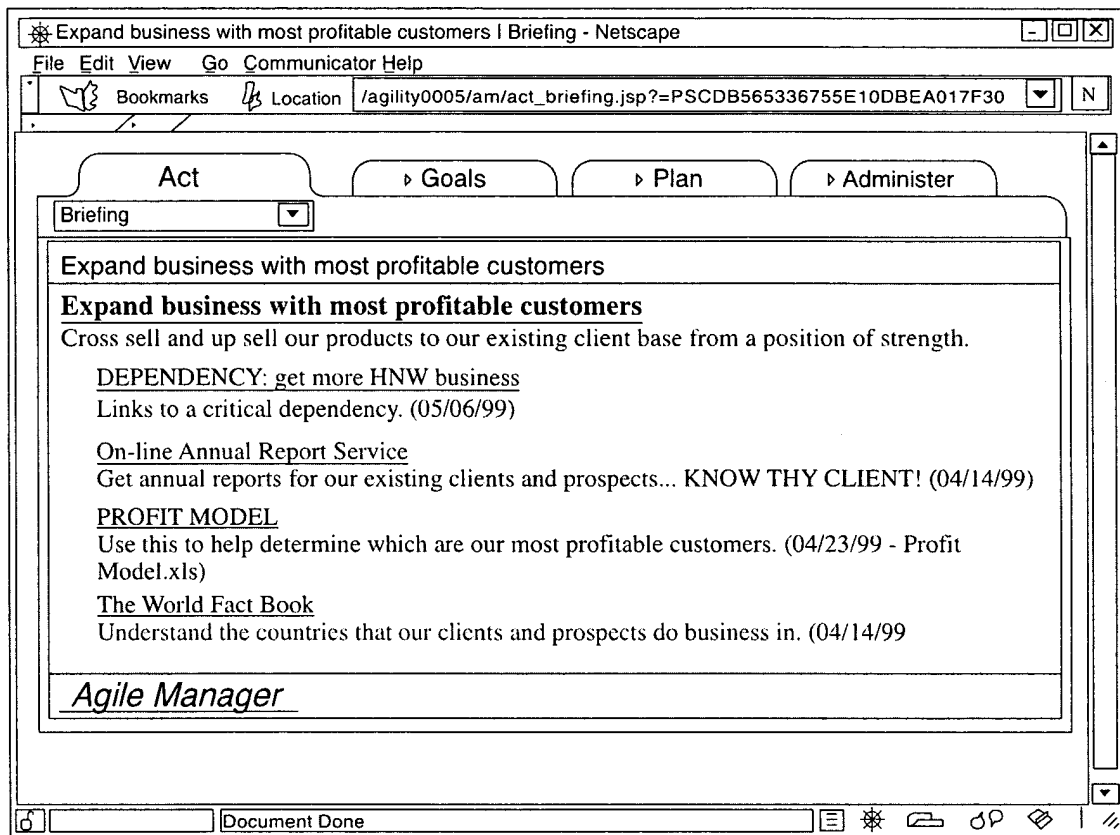 Expand business with most profitable customers | Briefing - Netscape
File Edit View Go Communicator Help
Bookmarks Location /agility0005/am/act_briefing.jsp?=PSCDB565336755E10DBEA017F30 N
Act Goals Plan Administer
Briefing
Expand business with most profitable customers
Expand business with most profitable customers
Cross sell and up sell our products to our existing client base from a position of strength.
DEPENDENCY: get more HNW business
Links to a critical dependency. (05/06/99)
On-line Annual Report Service
Get annual reports for our existing clients and prospects... KNOW THY CLIENT! (04/14/99)
PROFIT MODEL
Use this to help determine which are our most profitable customers. (04/23/99 - Profit
Model.xls)
The World Fact Book
Understand the countries that our clients and prospects do business in. (04/14/99
Agile Manager
Document Done